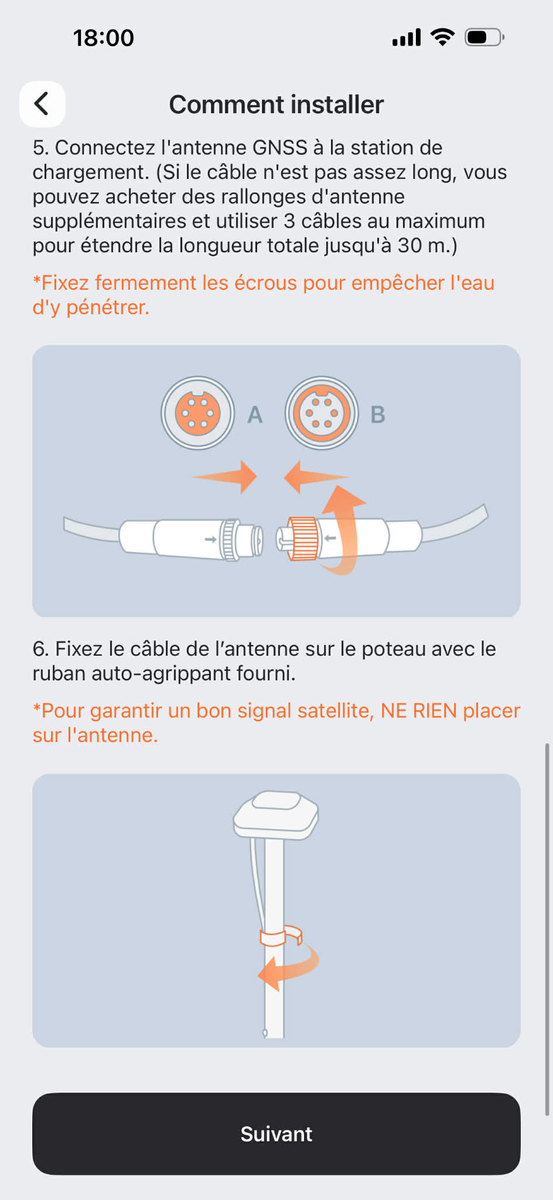 18:00
Comment installer
5. Connectez l'antenne GNSS à la station de
chargement. (Si le câble n'est pas assez long, vous
pouvez acheter des rallonges d'antenne
supplémentaires et utiliser 3 câbles au maximum
pour étendre la longueur totale jusqu'à 30 m.)
*Fixez fermement les écrous pour empêcher l'eau
d'y pénétrer.
A
B
6. Fixez le câble de l’antenne sur le poteau avec le
ruban auto-agrippant fourni.
*Pour garantir un bon signal satellite, NE RIEN placer
sur l'antenne.
Suivant